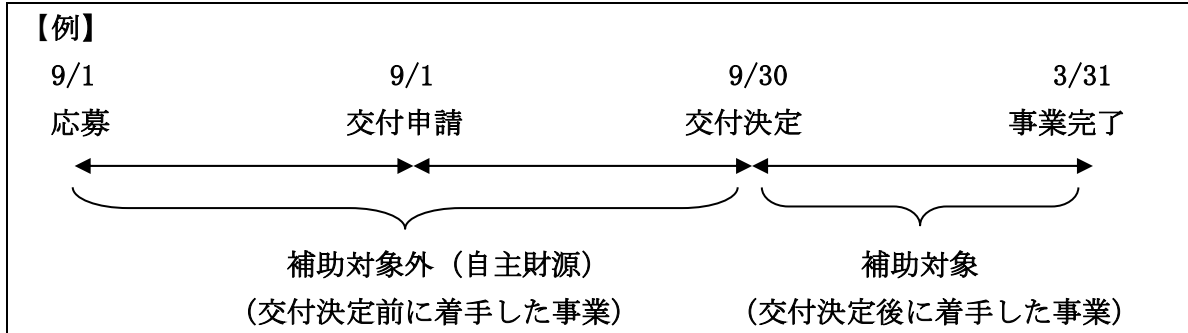 【例】
9/1 9/1 9/30 3/31
応募 交付申請 交付決定 事業完了
補助対象外（自主財源） 補助対象
（交付決定前に着手した事業） （交付決定後に着手した事業）